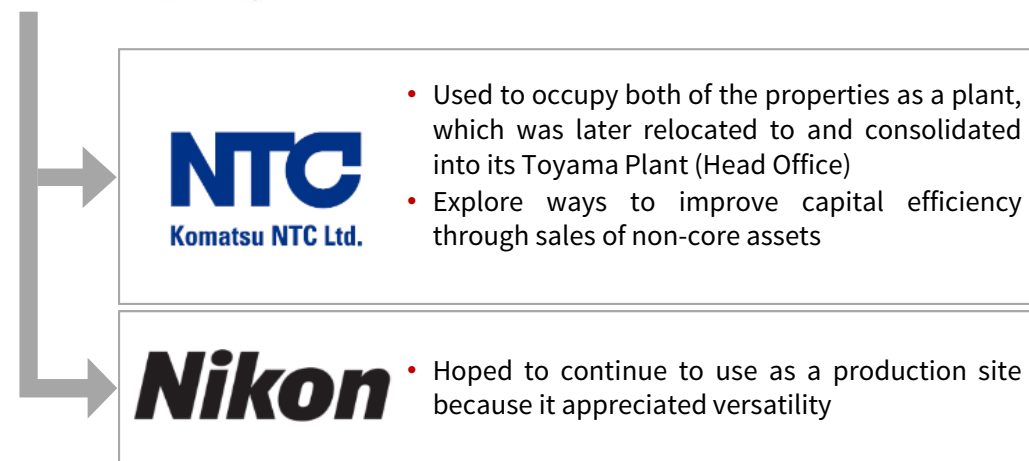 NTC
Komatsu NTC Ltd.
• Used to occupy both of the properties as a plant,
which was later relocated to and consolidated
into its Toyama Plant (Head Office)
• Explore ways to improve capital efficiency
through sales of non-core assets
Nikon
• Hoped to continue to use as a production site
because it appreciated versatility